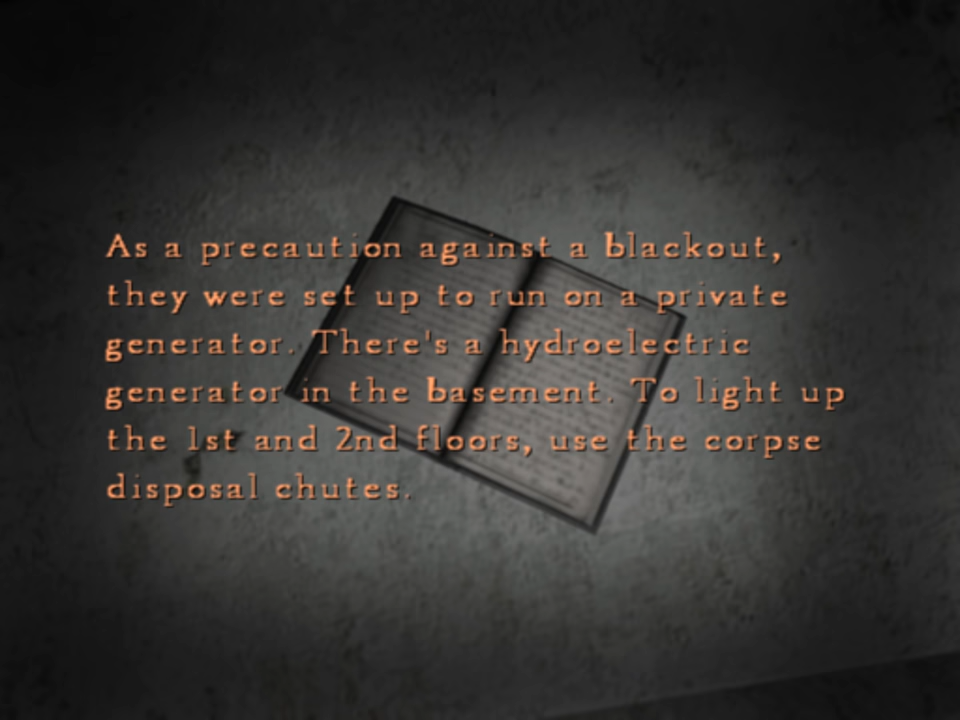 As a precaution against a blackout,
they were set up to run on a private
generator. There's a hydroelectric
generator in the basement. To light up
the 1st and 2nd floors, use the corpse
disposal chutes.